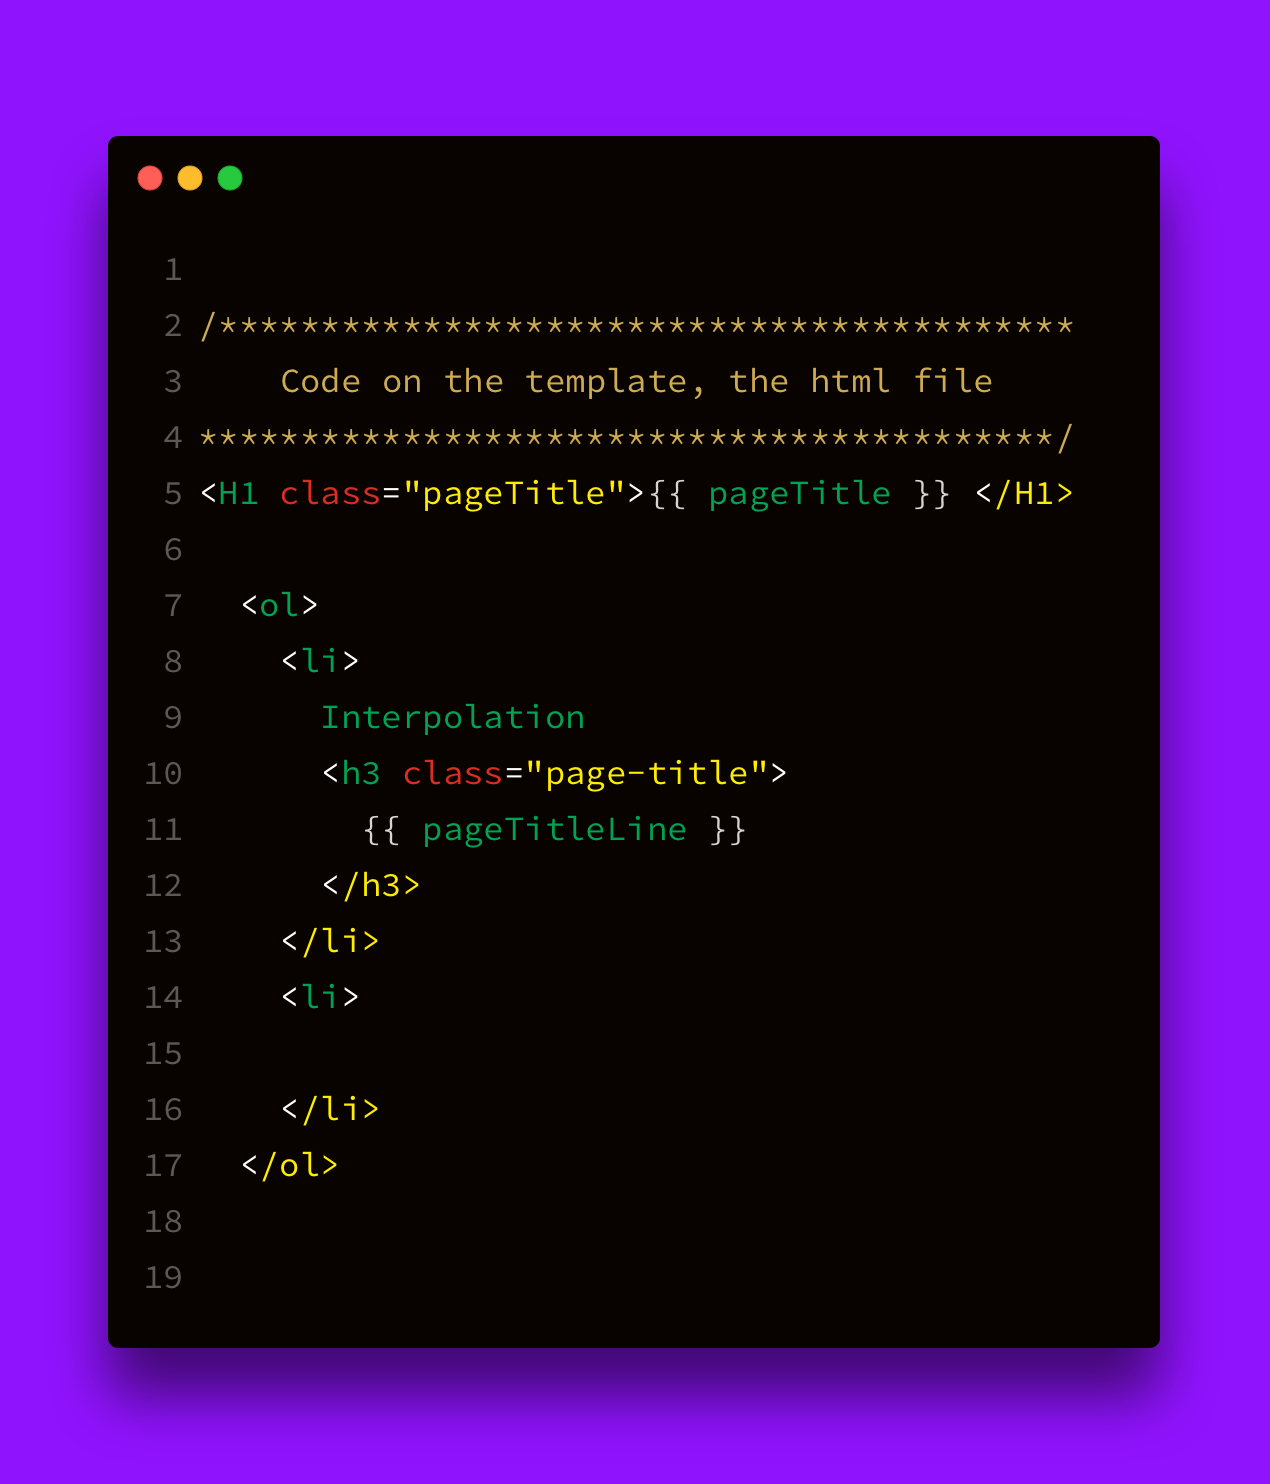 1
2 /******************************************
3     Code on the template, the html file
4 ******************************************/
5 <H1 class="pageTitle">{{ pageTitle }} </H1>
6
7   <ol>
8     <li>
9       Interpolation
10       <h3 class="page-title">
11         {{ pageTitleLine }}
12       </h3>
13     </li>
14     <li>
15
16     </li>
17   </ol>
18
19